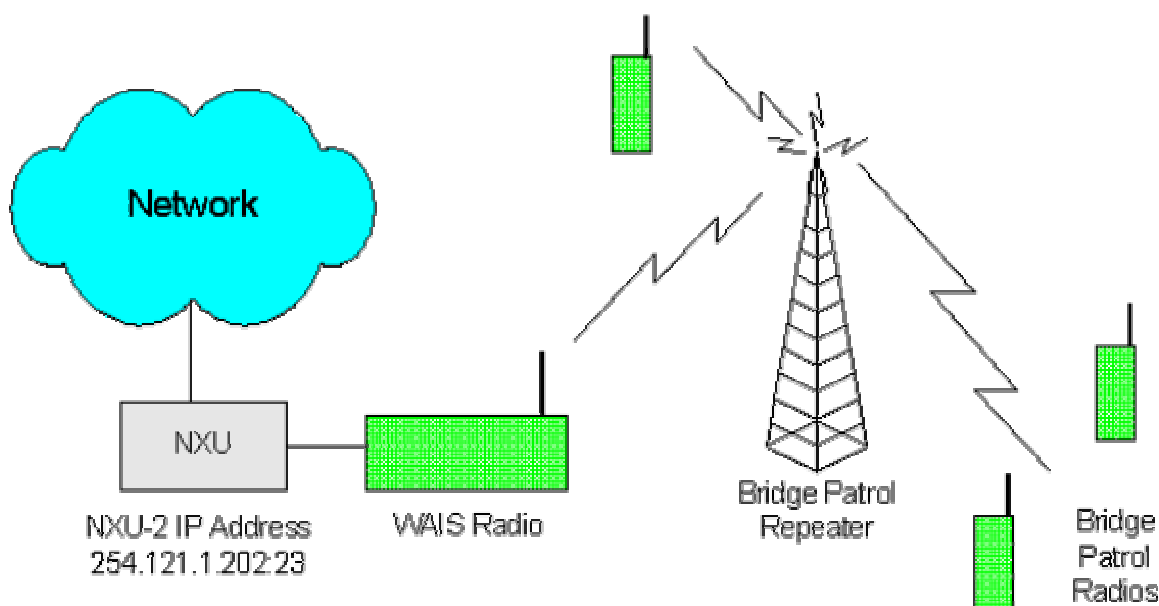 Network
NXU
NXU-2 IP Address
254.121.1.202:23
WAIS Radio
Bridge Patrol
Repeater
Bridge
Patrol
Radios